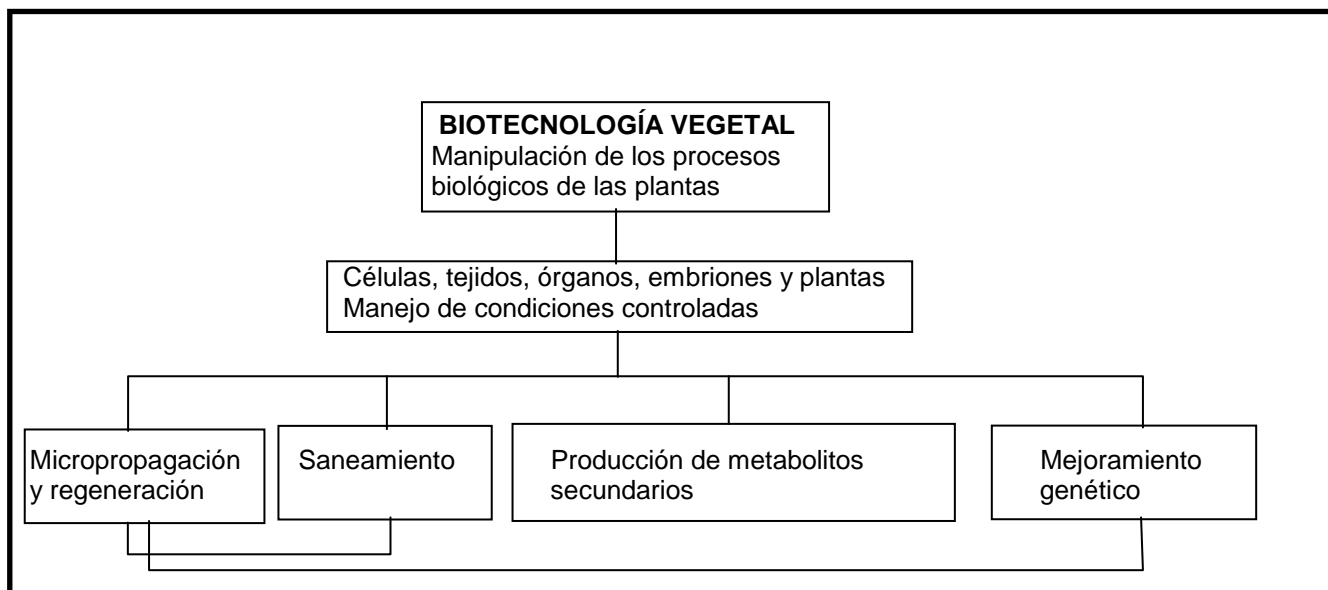 BIOTECNOLOGÍA VEGETAL
Manipulación de los procesos
biológicos de las plantas
Células, tejidos, órganos, embriones y plantas
Manejo de condiciones controladas
Micropropagación
y regeneración
Saneamiento
Producción de metabolitos
secundarios
Mejoramiento
genético